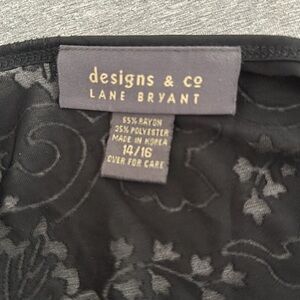 designs & co
LANE BRYANT
65% RAYON
35% POLYESTER
MADE IN KOREA
14/16
OVER FOR CARE